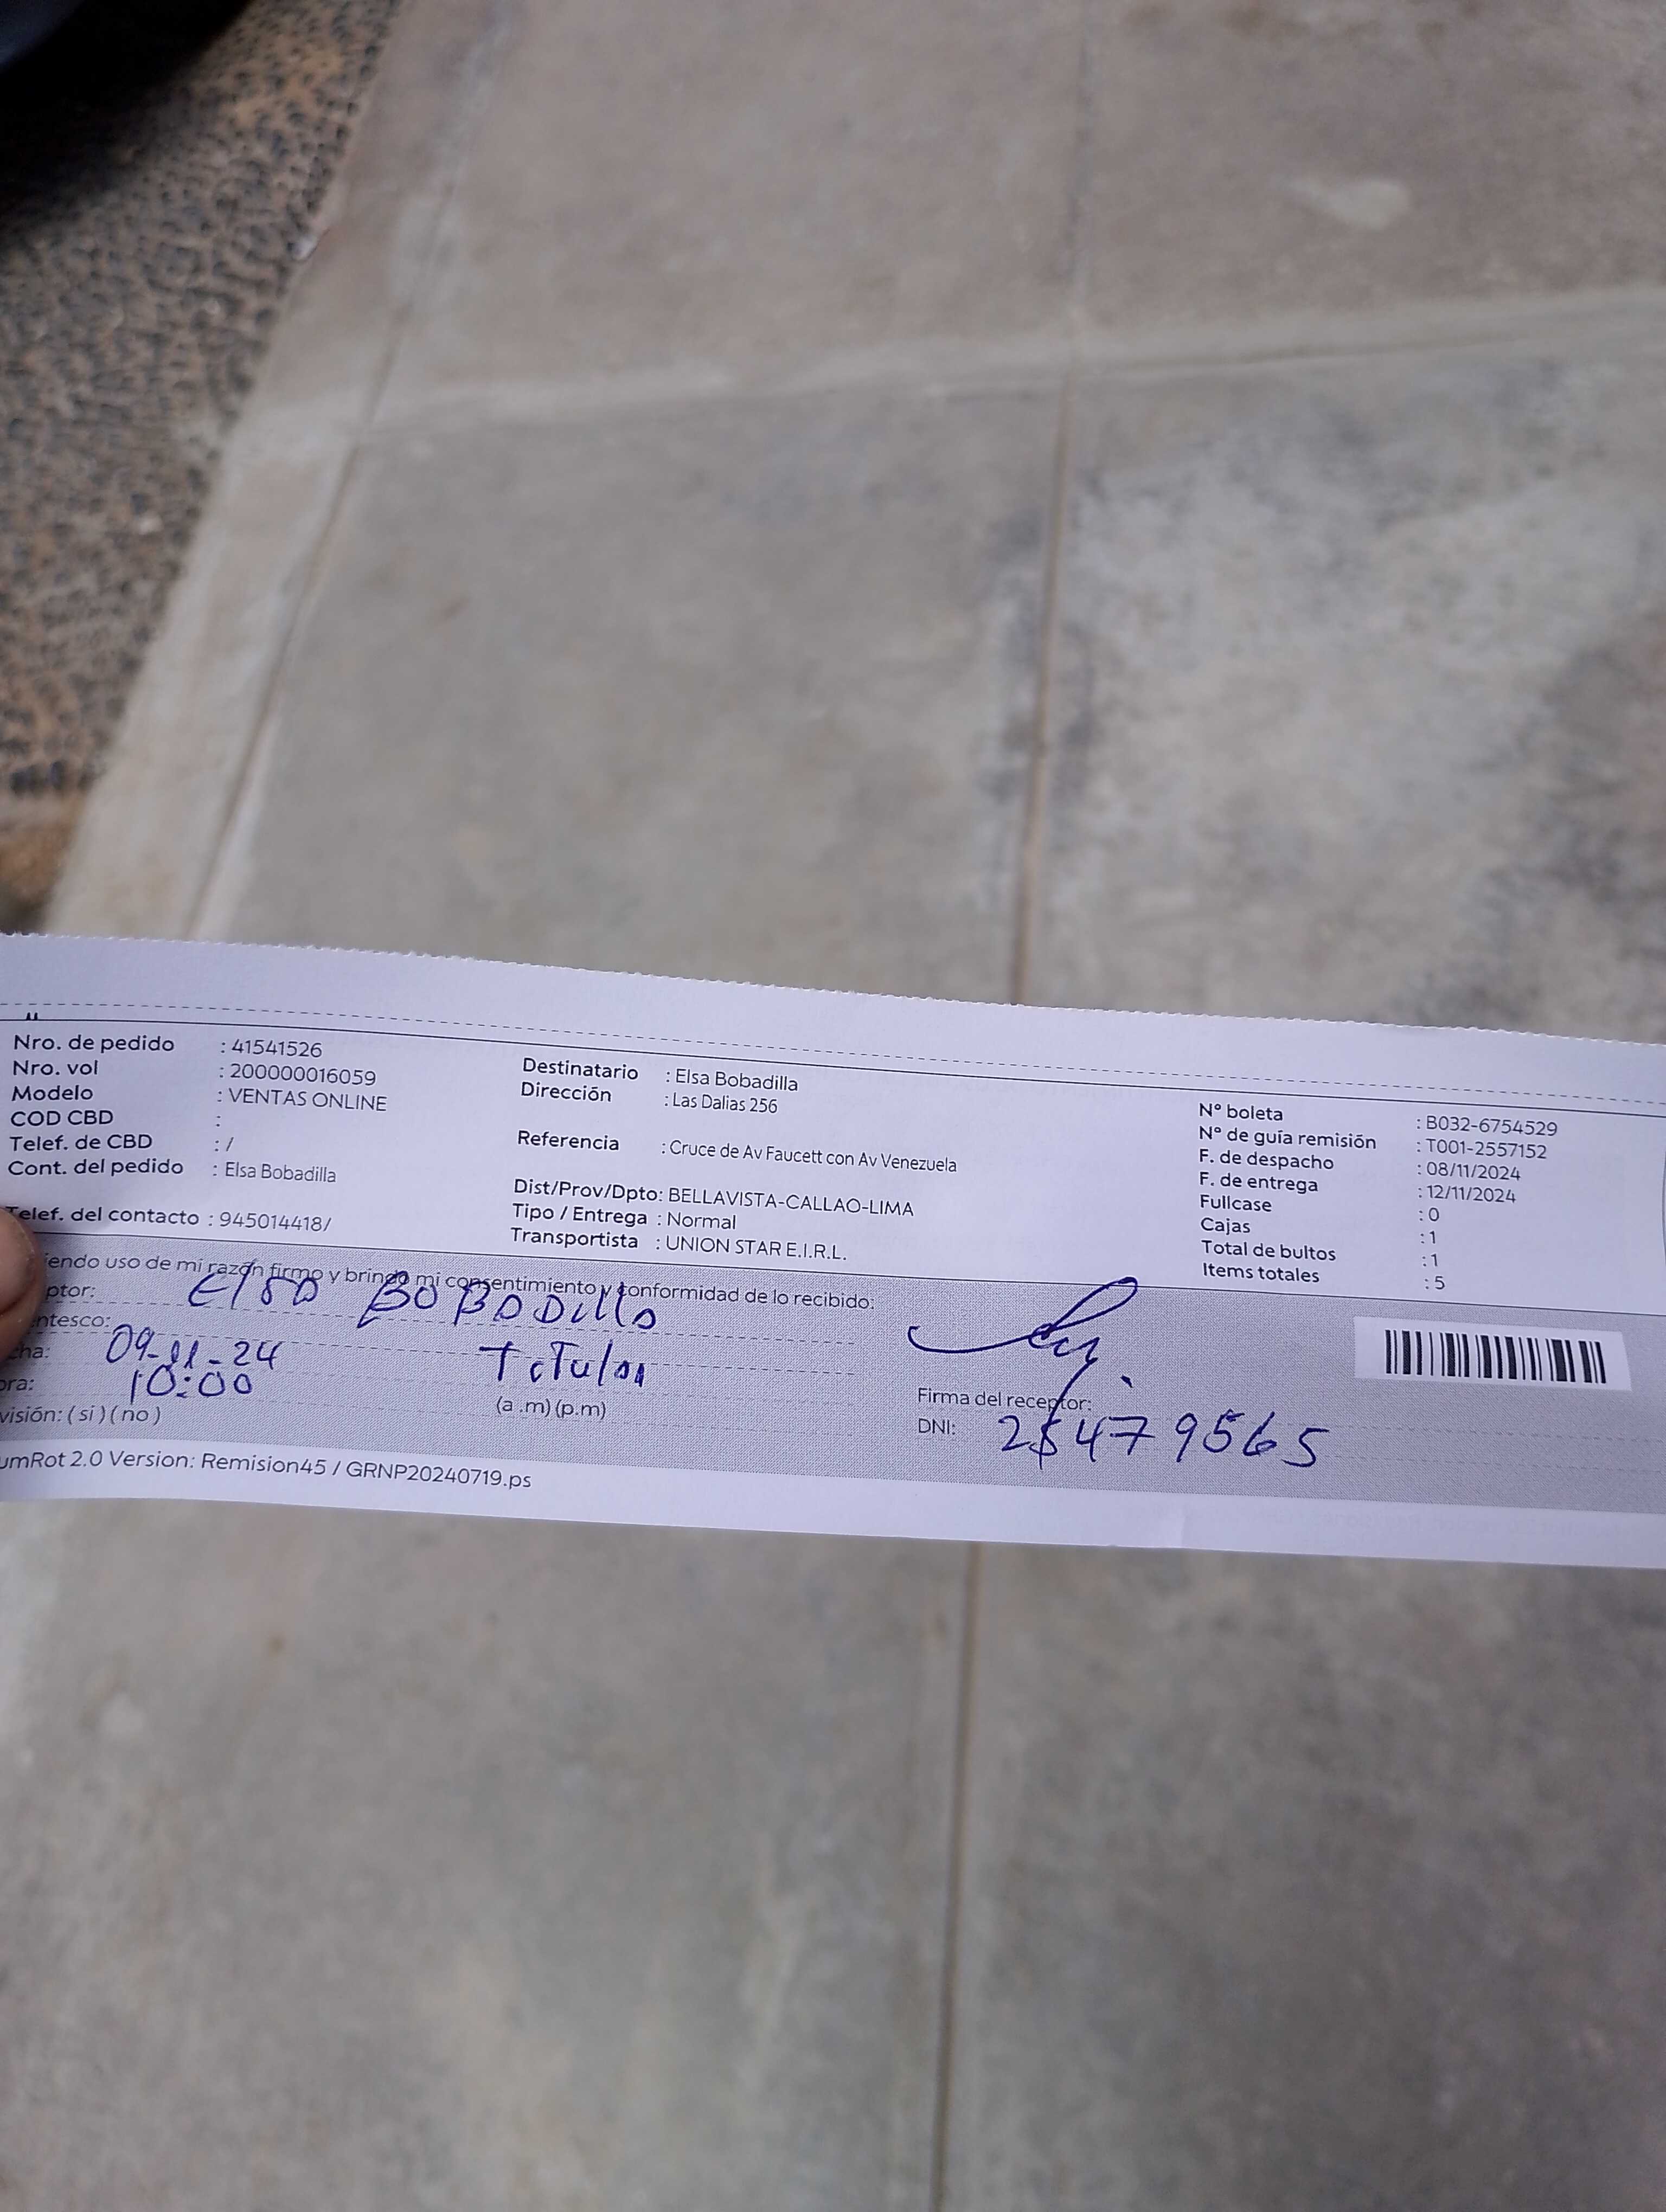 Nro. de pedido : 41541526
Nro. vol : 200000016059
Modelo : VENTAS ONLINE
COD CBD :
Telef. de CBD : /
Cont. del pedido : Elsa Bobadilla
Telef. del contacto : 945014418/
Destinatario : Elsa Bobadilla
Dirección : Las Dalias 256
Referencia : Cruce de Av Faucett con Av Venezuela
Dist/Prov/Dpto: BELLAVISTA-CALLAO-LIMA
Tipo / Entrega : Normal
Transportista : UNION STAR E.I.R.L.
N° boleta : B032-6754529
N° de guía remisión : T001-2557152
F. de despacho : 08/11/2024
F. de entrega : 12/11/2024
Fullcase : 0
Cajas : 1
Total de bultos : 1
Items totales : 5
iendo uso de mi razón firmo y brindo mi consentimiento y conformidad de lo recibido:
ptor: Elsa Bobadilla
ntesco: Titular
cha: 09-11-24
ora: 10:00 (a .m) (p.m)
visión: ( si ) ( no )
Firma del receptor:
DNI: 25479565
umRot 2.0 Version: Remision45 / GRNP20240719.ps